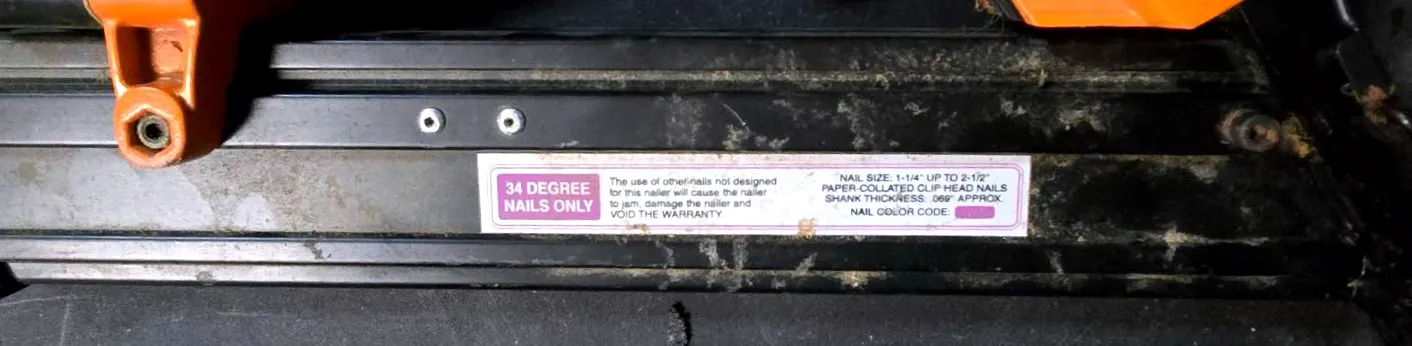 34 DEGREE
NAILS ONLY
The use of other nails not designed
for this nailer will cause the nailer
to jam, damage the nailer and
VOID THE WARRANTY.
NAIL SIZE: 1-1/4" UP TO 2-1/2"
PAPER-COLLATED CLIP HEAD NAILS
SHANK THICKNESS: .069" APPROX.
NAIL COLOR CODE: